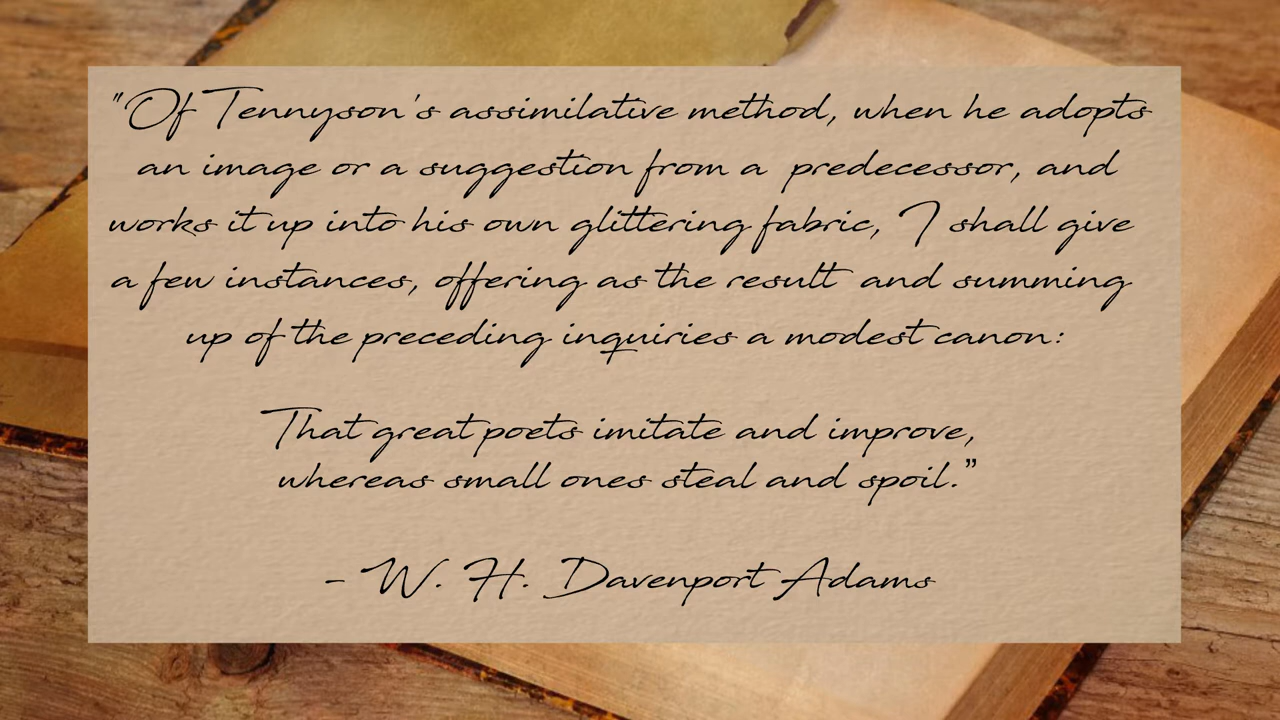 "Of Tennyson's assimilative method, when he adopts
an image or a suggestion from a predecessor, and
works it up into his own glittering fabric, I shall give
a few instances, offering as the result and summing
up of the preceding inquiries a modest canon:
That great poets imitate and improve,
whereas small ones steal and spoil.”
- W. H. Davenport Adams